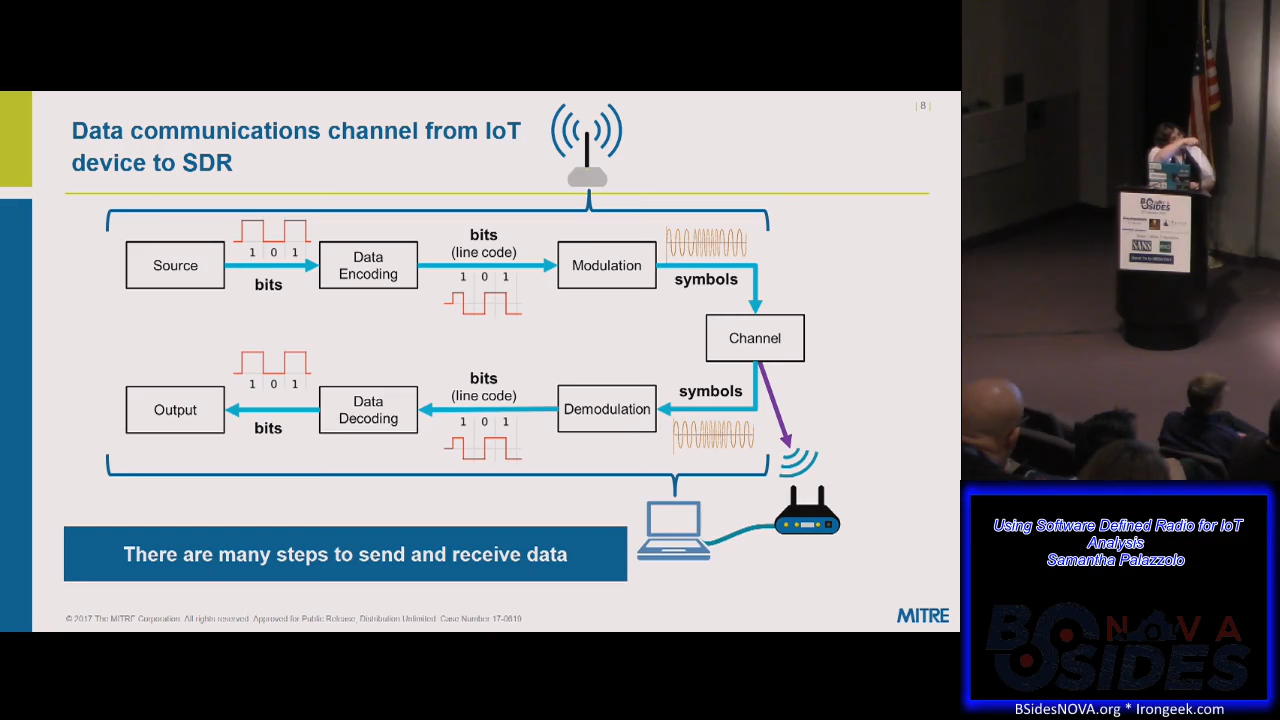 | 8 |
Data communications channel from IoT
device to SDR
Source
1 0 1
bits
Data
Encoding
bits
(line code)
1 0 1
Modulation
symbols
Channel
Output
1 0 1
bits
Data
Decoding
bits
(line code)
1 0 1
Demodulation
symbols
There are many steps to send and receive data
© 2017 The MITRE Corporation. All rights reserved. Approved for Public Release, Distribution Unlimited. Case Number 17-0619
MITRE
BSIDES
SANS
Using Software Defined Radio for IoT
Analysis
Samantha Palazzolo
BSIDES
NOVA
BSidesNOVA.org * Irongeek.com